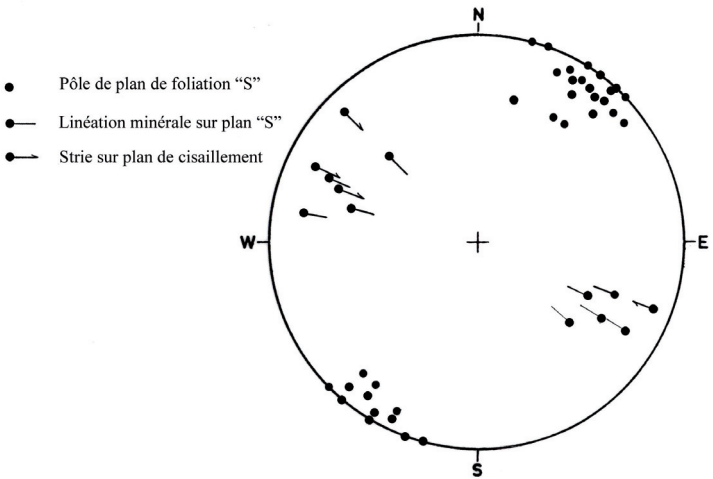 N
Pôle de plan de foliation “S”
Linéation minérale sur plan “S”
Strie sur plan de cisaillement
W
E
S